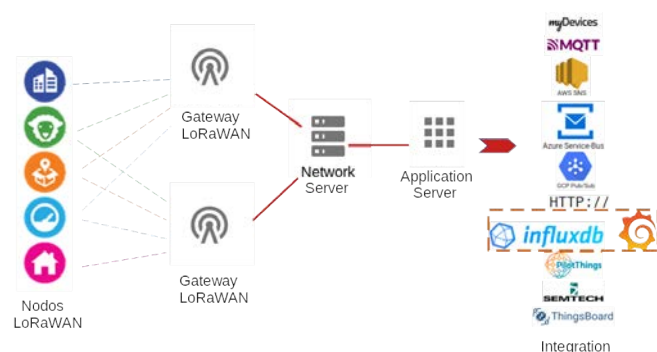 myDevices
MQTT
AWS SNS
Azure Service-Bus
GCP Pub/Sub
HTTP://
influxdb
PilotThings
SEMTECH
ThingsBoard
Integration
Gateway
LoRaWAN
Gateway
LoRaWAN
Network
Server
Application
Server
Nodos
LoRaWAN